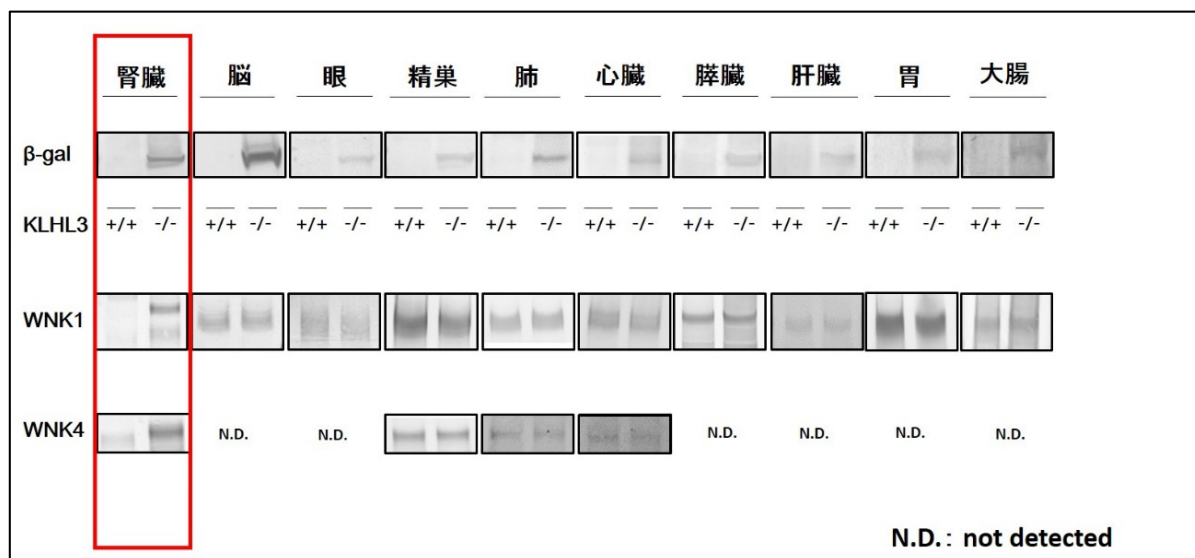 腎臓 脳 眼 精巣 肺 心臓 膵臓 肝臓 胃 大腸
β-gal
KLHL3 +/+ -/- +/+ -/- +/+ -/- +/+ -/- +/+ -/- +/+ -/- +/+ -/- +/+ -/- +/+ -/- +/+ -/-
WNK1
WNK4 N.D. N.D. N.D. N.D. N.D. N.D.
N.D.: not detected